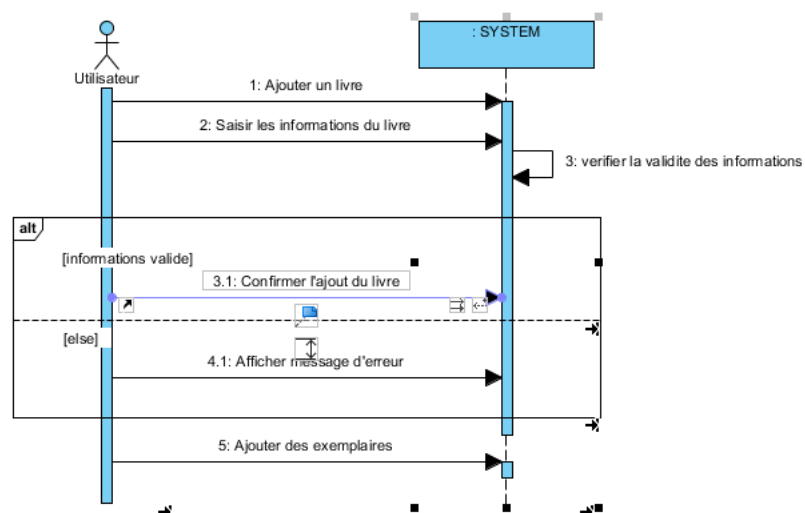 : SYSTEM
Utilisateur
1: Ajouter un livre
2: Saisir les informations du livre
3: verifier la validite des informations
alt
[informations valide]
3.1: Confirmer l'ajout du livre
[else]
4.1: Afficher message d'erreur
5: Ajouter des exemplaires